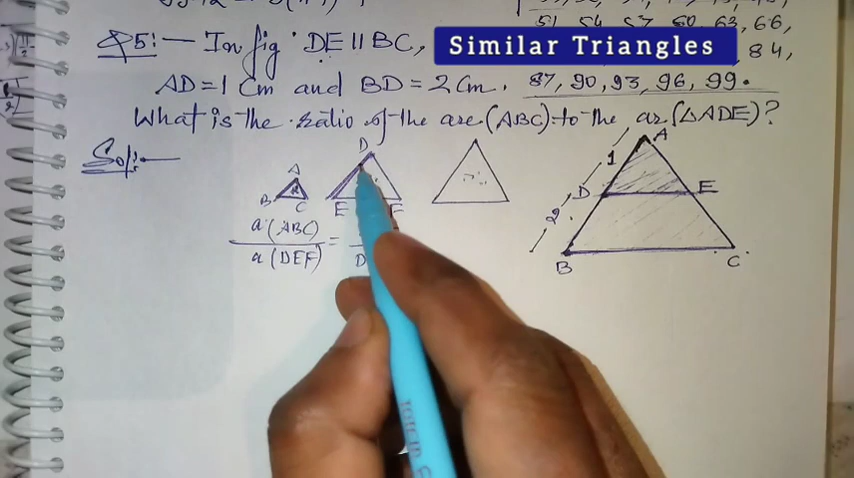 51, 54, 57, 60, 63, 66,
Q5:— In fig. DE || BC,
Similar Triangles
84,
AD = 1 cm and BD = 2 cm.
87, 90, 93, 96, 99.
What is the ratio of the are(ABC) to the ar(△ADE)?
Sol:—
A
B C
D
E F
A
1
D E
2
B C
a(ABC)
=
a(DEF) D